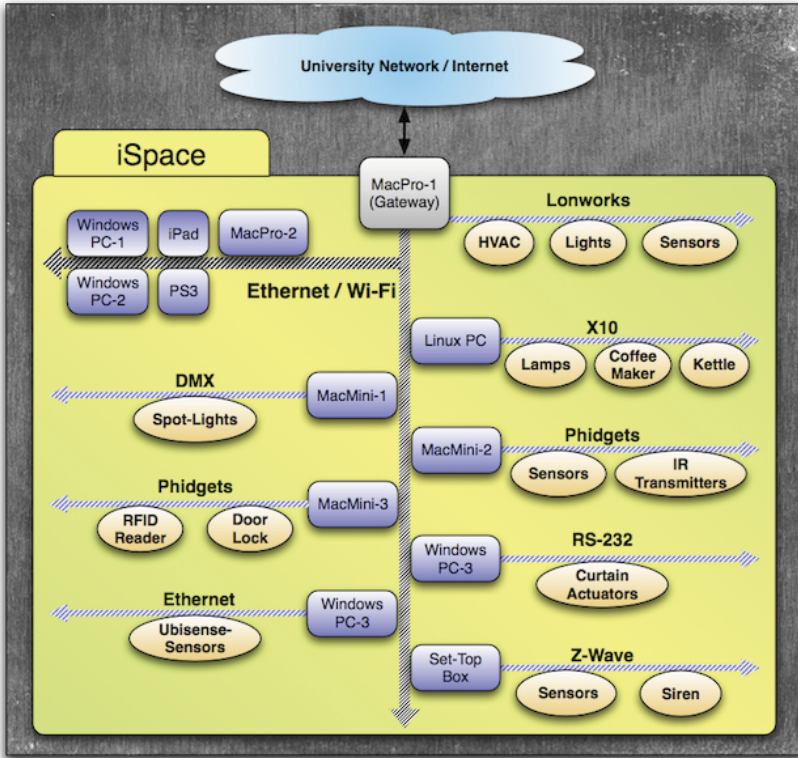 University Network / Internet
iSpace
MacPro-1
(Gateway)
Lonworks
HVAC
Lights
Sensors
Windows
PC-1
iPad
MacPro-2
Windows
PC-2
PS3
Ethernet / Wi-Fi
Linux PC
X10
Lamps
Coffee
Maker
Kettle
DMX
Spot-Lights
MacMini-1
MacMini-2
Phidgets
Sensors
IR
Transmitters
Phidgets
RFID
Reader
Door
Lock
MacMini-3
Windows
PC-3
RS-232
Curtain
Actuators
Ethernet
Ubisense-
Sensors
Windows
PC-3
Set-Top
Box
Z-Wave
Sensors
Siren